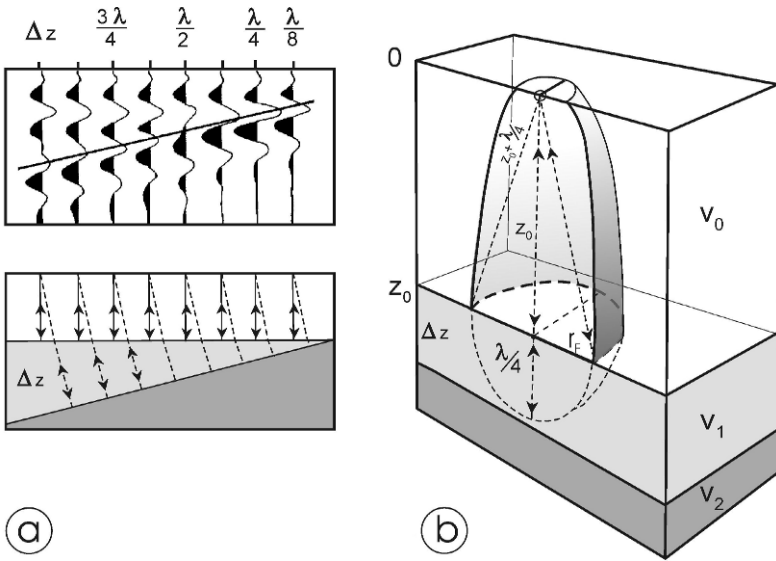 Δz 3λ/4 λ/2 λ/4 λ/8
Δz
a
0
z₀ + λ/4
z₀
v₀
z₀
Δz
r_F
λ/4
v₁
v₂
b